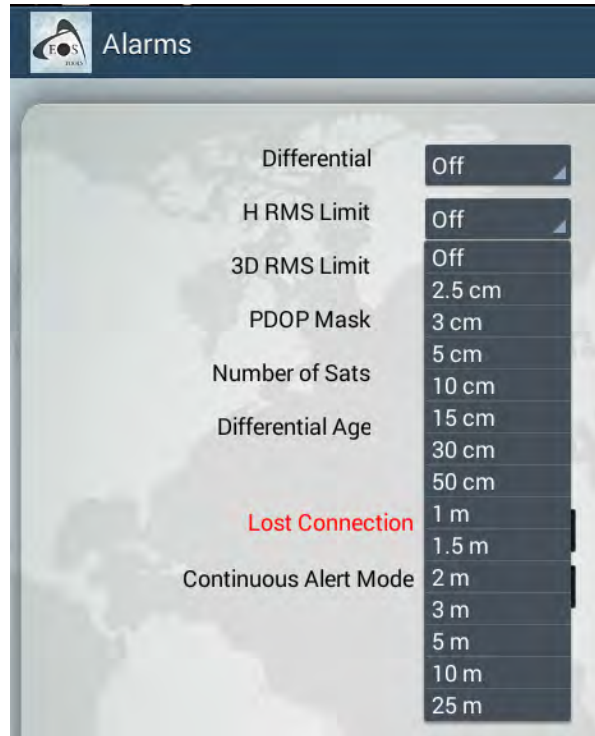 EOS
TOOLS
Alarms
Differential
Off
H RMS Limit
Off
3D RMS Limit
PDOP Mask
Number of Sats
Differential Age
Lost Connection
Continuous Alert Mode
Off
2.5 cm
3 cm
5 cm
10 cm
15 cm
30 cm
50 cm
1 m
1.5 m
2 m
3 m
5 m
10 m
25 m